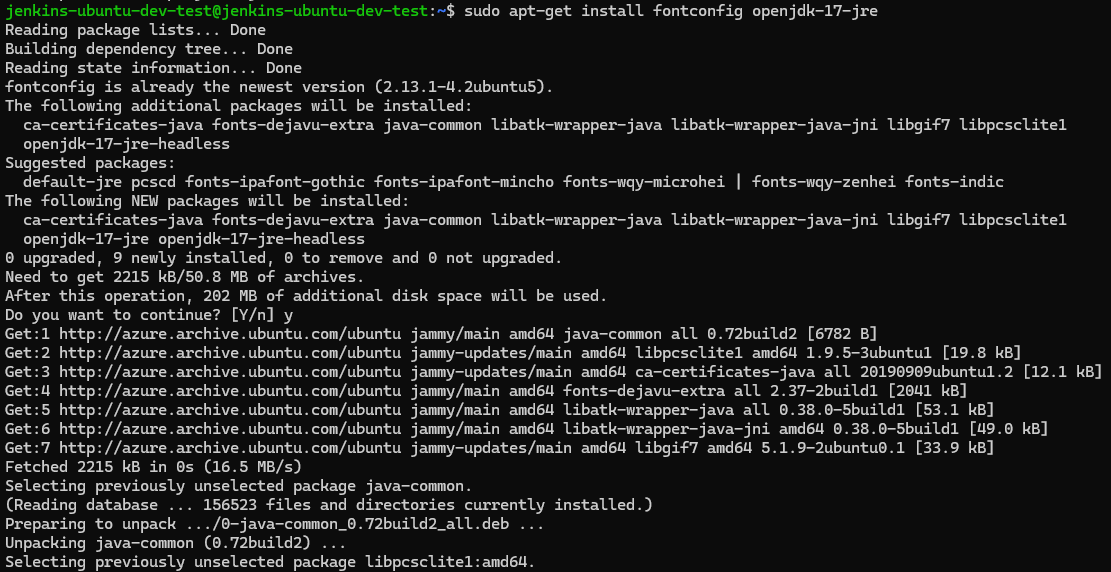 jenkins-ubuntu-dev-test@jenkins-ubuntu-dev-test:~$ sudo apt-get install fontconfig openjdk-17-jre
Reading package lists... Done
Building dependency tree... Done
Reading state information... Done
fontconfig is already the newest version (2.13.1-4.2ubuntu5).
The following additional packages will be installed:
  ca-certificates-java fonts-dejavu-extra java-common libatk-wrapper-java libatk-wrapper-java-jni libgif7 libpcsclite1
  openjdk-17-jre-headless
Suggested packages:
  default-jre pcscd fonts-ipafont-gothic fonts-ipafont-mincho fonts-wqy-microhei | fonts-wqy-zenhei fonts-indic
The following NEW packages will be installed:
  ca-certificates-java fonts-dejavu-extra java-common libatk-wrapper-java libatk-wrapper-java-jni libgif7 libpcsclite1
  openjdk-17-jre openjdk-17-jre-headless
0 upgraded, 9 newly installed, 0 to remove and 0 not upgraded.
Need to get 2215 kB/50.8 MB of archives.
After this operation, 202 MB of additional disk space will be used.
Do you want to continue? [Y/n] y
Get:1 http://azure.archive.ubuntu.com/ubuntu jammy/main amd64 java-common all 0.72build2 [6782 B]
Get:2 http://azure.archive.ubuntu.com/ubuntu jammy-updates/main amd64 libpcsclite1 amd64 1.9.5-3ubuntu1 [19.8 kB]
Get:3 http://azure.archive.ubuntu.com/ubuntu jammy-updates/main amd64 ca-certificates-java all 20190909ubuntu1.2 [12.1 kB]
Get:4 http://azure.archive.ubuntu.com/ubuntu jammy/main amd64 fonts-dejavu-extra all 2.37-2build1 [2041 kB]
Get:5 http://azure.archive.ubuntu.com/ubuntu jammy/main amd64 libatk-wrapper-java all 0.38.0-5build1 [53.1 kB]
Get:6 http://azure.archive.ubuntu.com/ubuntu jammy/main amd64 libatk-wrapper-java-jni amd64 0.38.0-5build1 [49.0 kB]
Get:7 http://azure.archive.ubuntu.com/ubuntu jammy-updates/main amd64 libgif7 amd64 5.1.9-2ubuntu0.1 [33.9 kB]
Fetched 2215 kB in 0s (16.5 MB/s)
Selecting previously unselected package java-common.
(Reading database ... 156523 files and directories currently installed.)
Preparing to unpack .../0-java-common_0.72build2_all.deb ...
Unpacking java-common (0.72build2) ...
Selecting previously unselected package libpcsclite1:amd64.